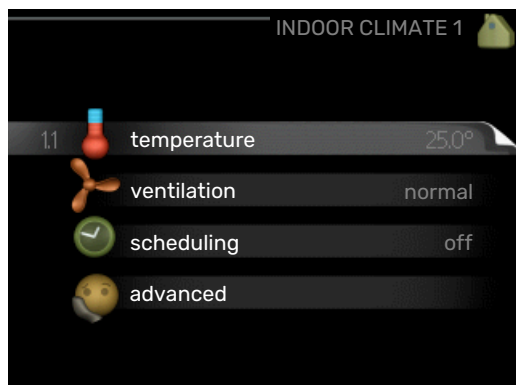 INDOOR CLIMATE 1
1.1 temperature 25.0°
ventilation normal
scheduling off
advanced